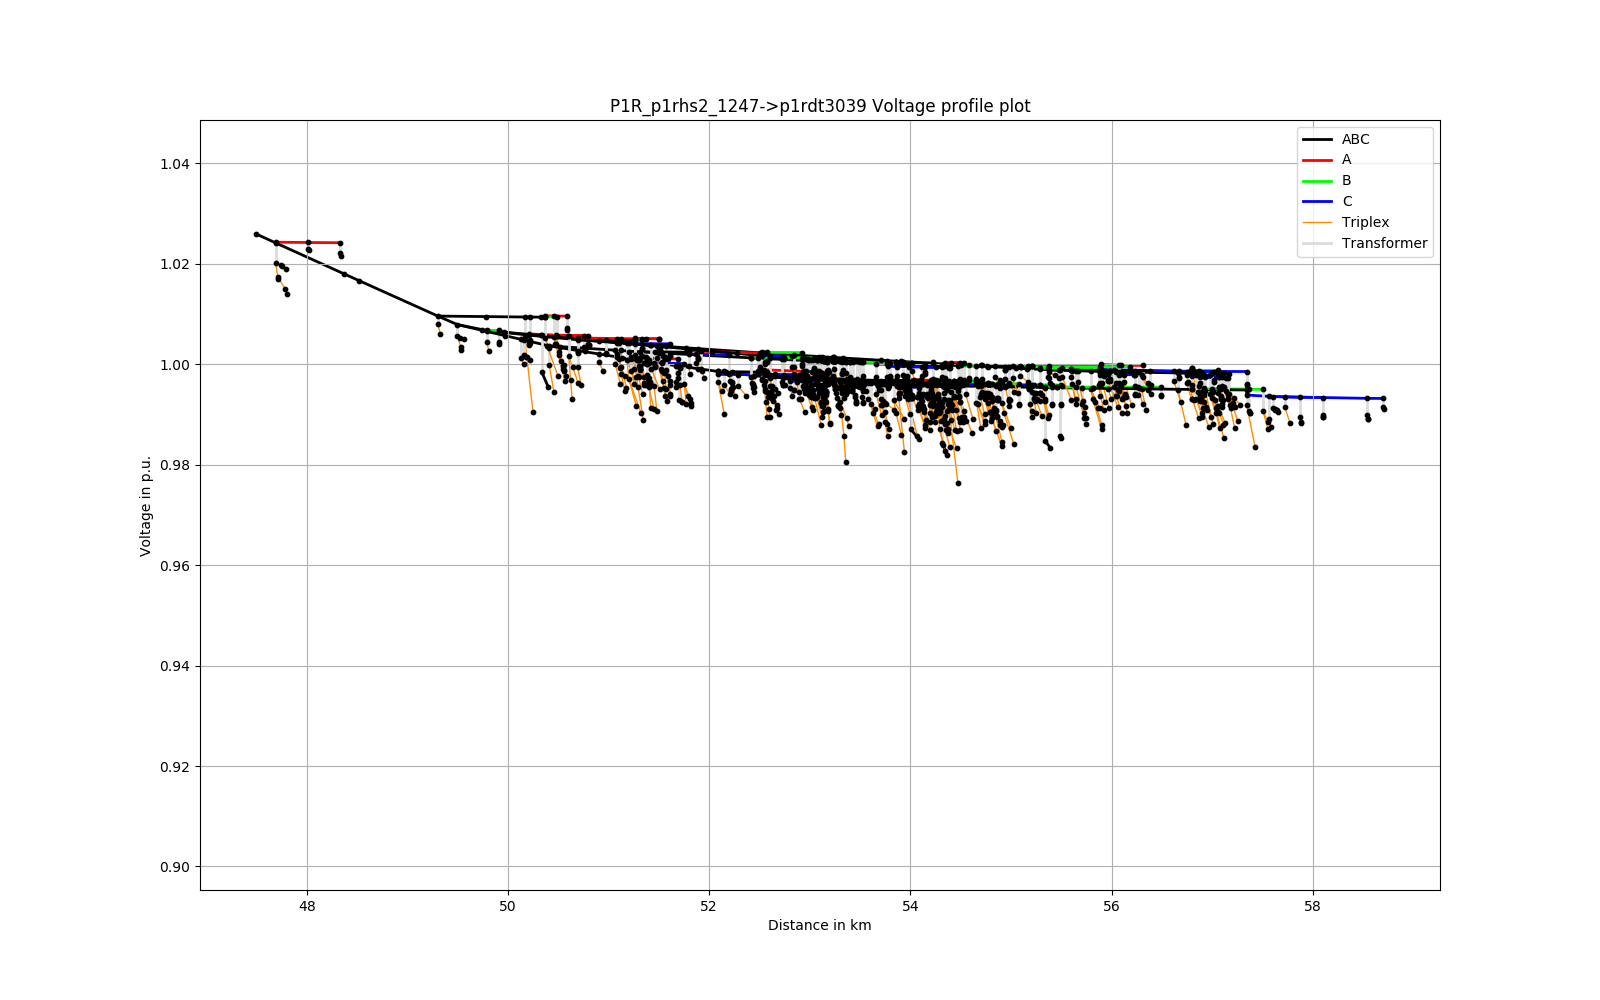 P1R_p1rhs2_1247->p1rdt3039 Voltage profile plot
ABC
A
B
C
Triplex
Transformer
1.04
1.02
1.00
0.98
0.96
0.94
0.92
0.90
Voltage in p.u.
48
50
52
54
56
58
Distance in km